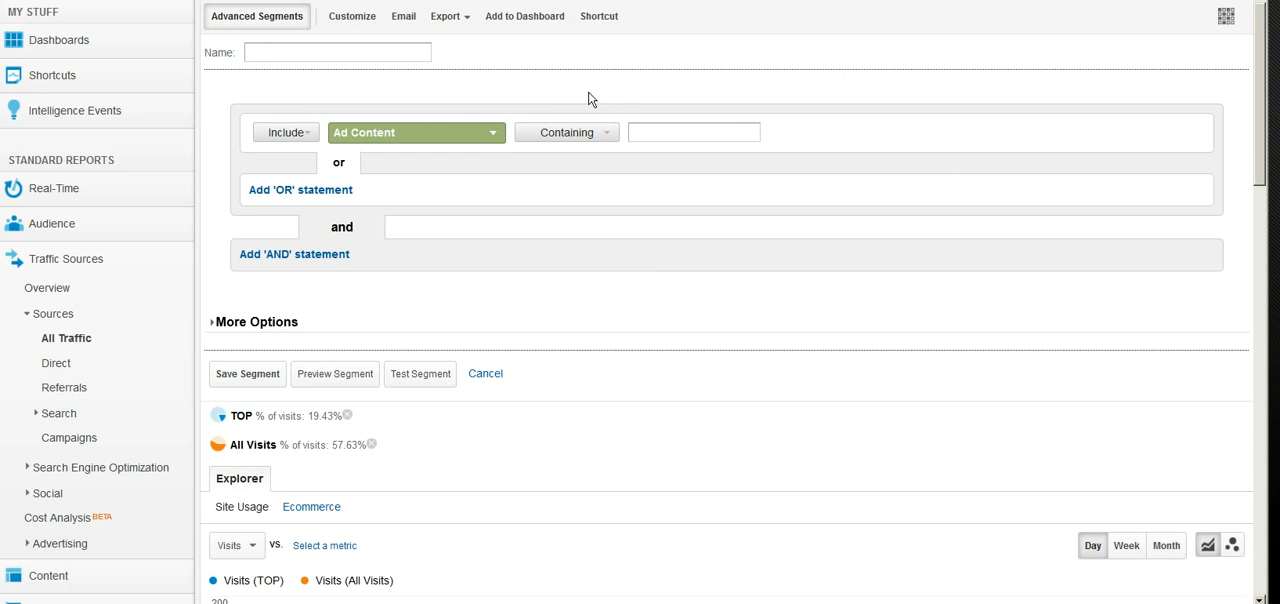 MY STUFF
Dashboards
Shortcuts
Intelligence Events
STANDARD REPORTS
Real-Time
Audience
Traffic Sources
Overview
Sources
All Traffic
Direct
Referrals
Search
Campaigns
Search Engine Optimization
Social
Cost Analysis BETA
Advertising
Content
Advanced Segments Customize Email Export Add to Dashboard Shortcut
Name:
Include Ad Content Containing
or
Add 'OR' statement
and
Add 'AND' statement
More Options
Save Segment Preview Segment Test Segment Cancel
TOP % of visits: 19.43%
All Visits % of visits: 57.63%
Explorer
Site Usage Ecommerce
Visits VS. Select a metric Day Week Month
Visits (TOP) Visits (All Visits)
200